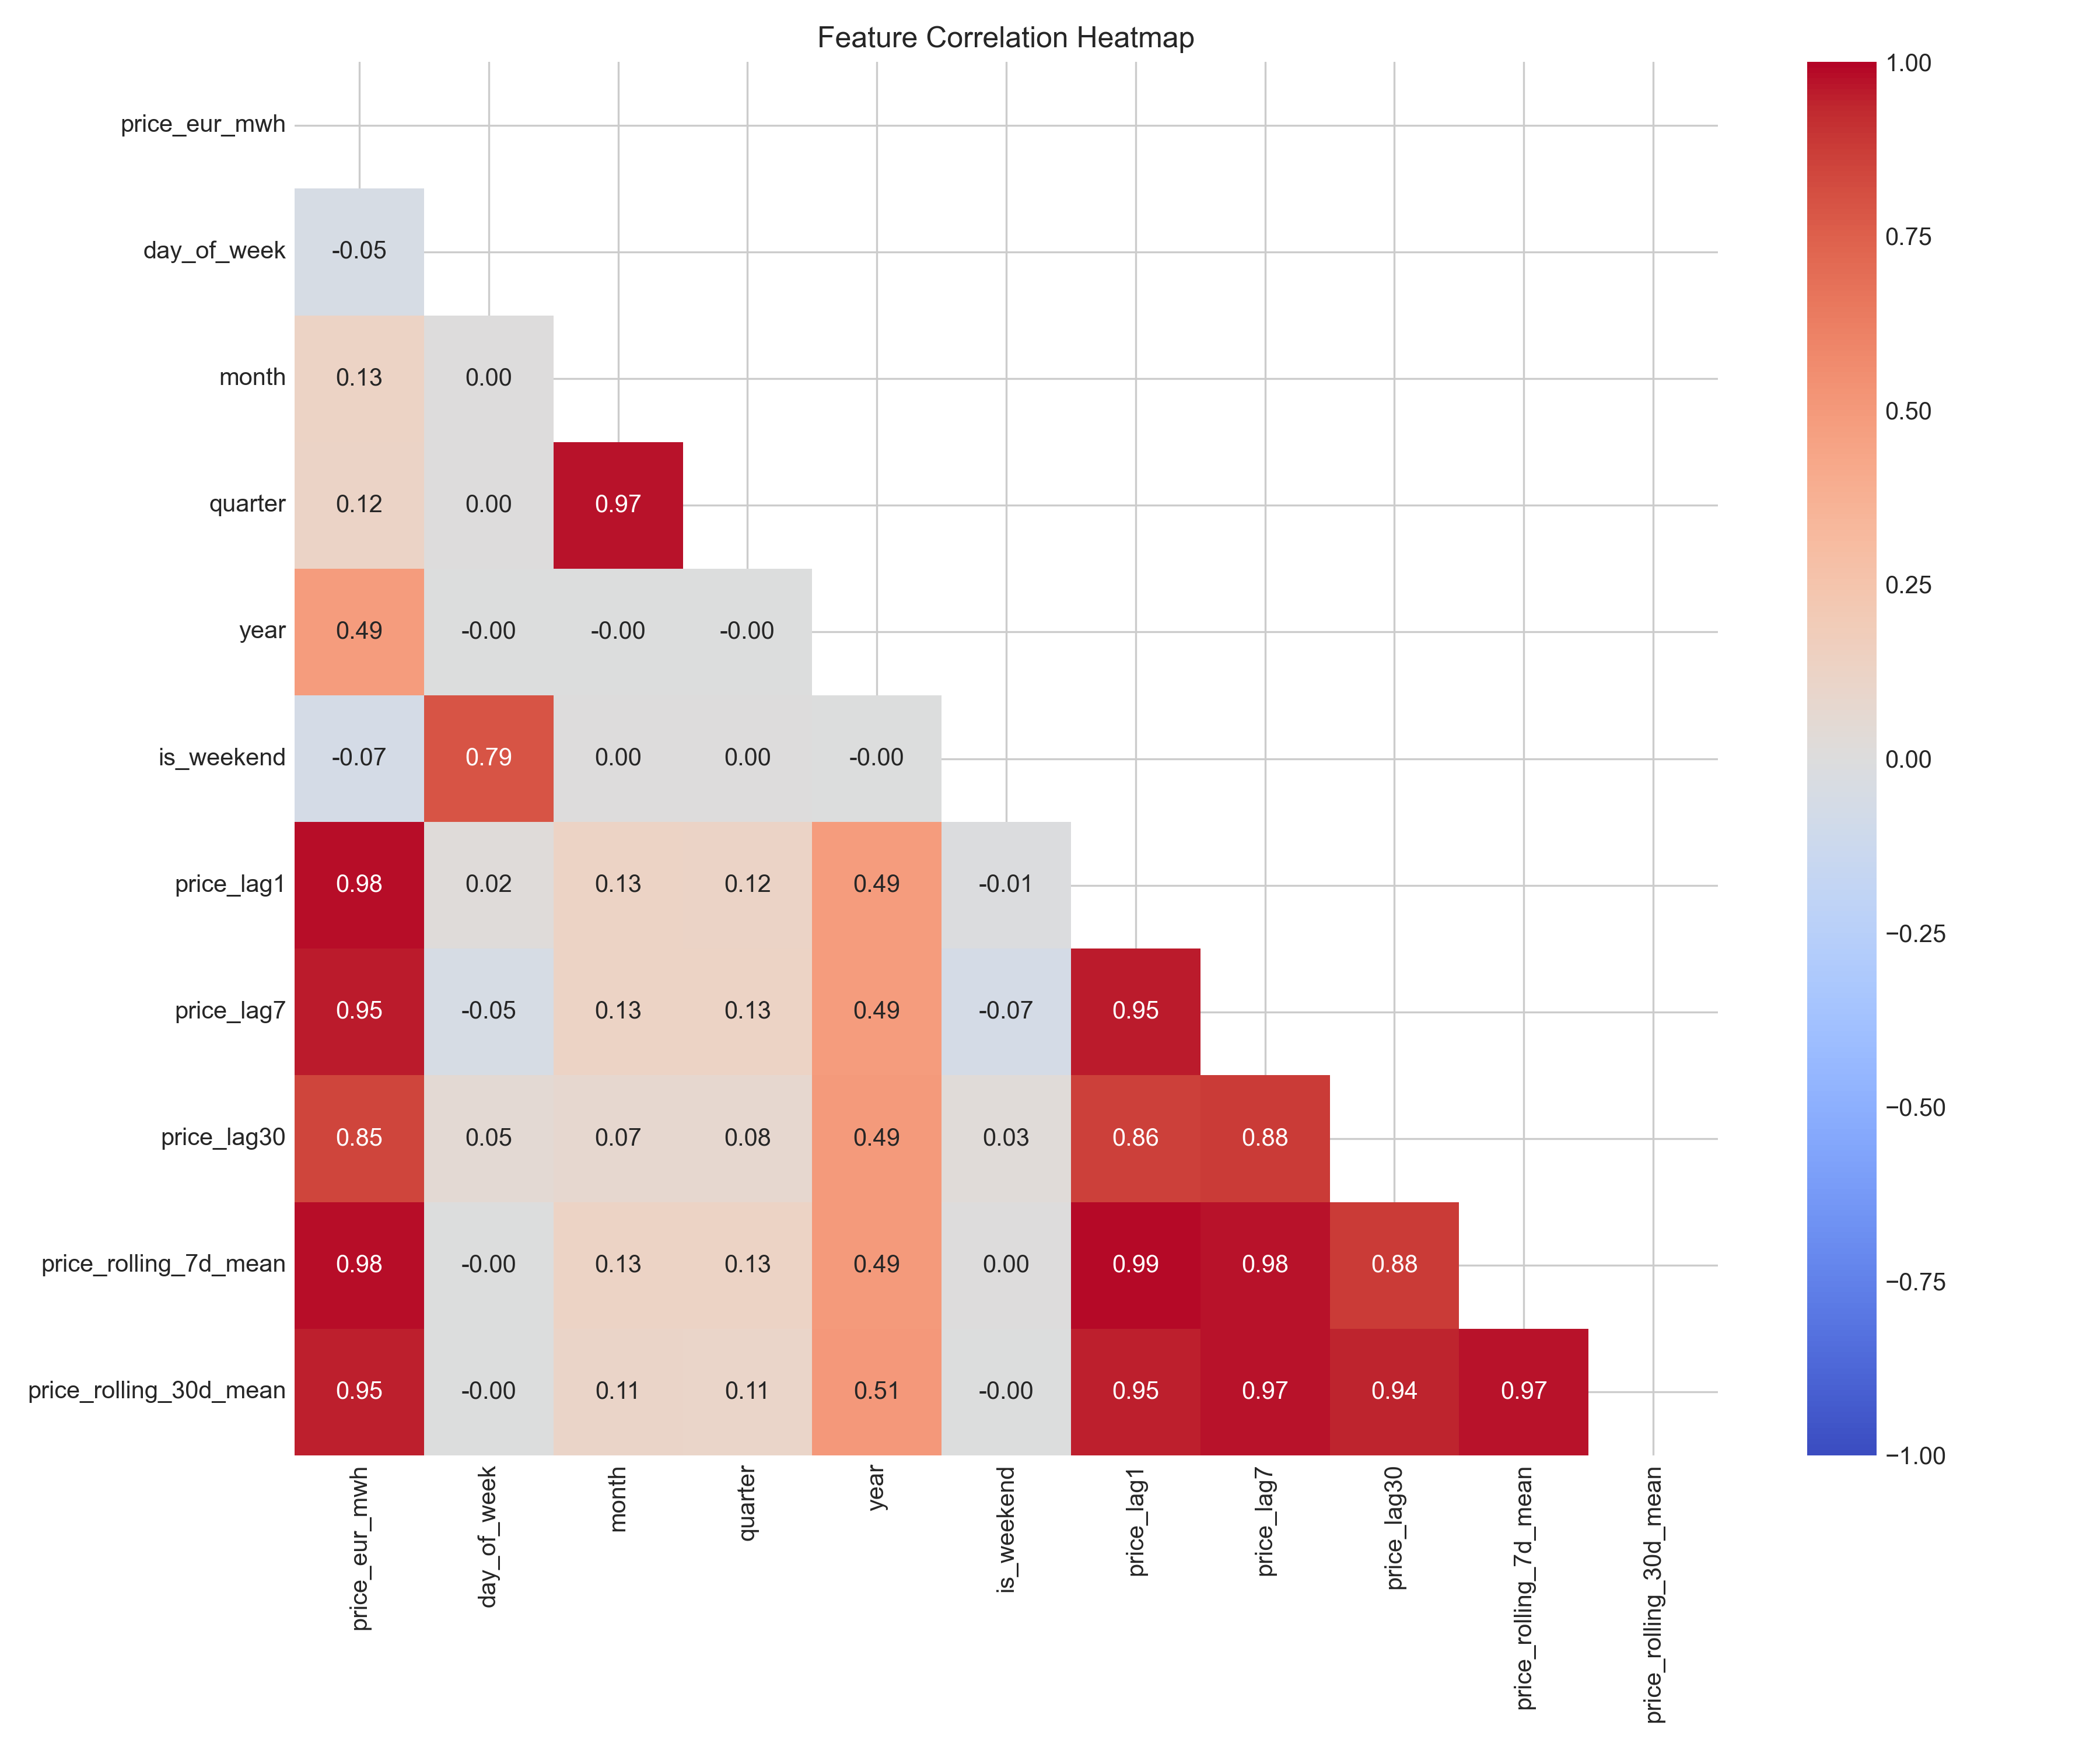 Feature Correlation Heatmap
price_eur_mwh
day_of_week -0.05
month 0.13 0.00
quarter 0.12 0.00 0.97
year 0.49 -0.00 -0.00 -0.00
is_weekend -0.07 0.79 0.00 0.00 -0.00
price_lag1 0.98 0.02 0.13 0.12 0.49 -0.01
price_lag7 0.95 -0.05 0.13 0.13 0.49 -0.07 0.95
price_lag30 0.85 0.05 0.07 0.08 0.49 0.03 0.86 0.88
price_rolling_7d_mean 0.98 -0.00 0.13 0.13 0.49 0.00 0.99 0.98 0.88
price_rolling_30d_mean 0.95 -0.00 0.11 0.11 0.51 -0.00 0.95 0.97 0.94 0.97
price_eur_mwh
day_of_week
month
quarter
year
is_weekend
price_lag1
price_lag7
price_lag30
price_rolling_7d_mean
price_rolling_30d_mean
1.00
0.75
0.50
0.25
0.00
−0.25
−0.50
−0.75
−1.00